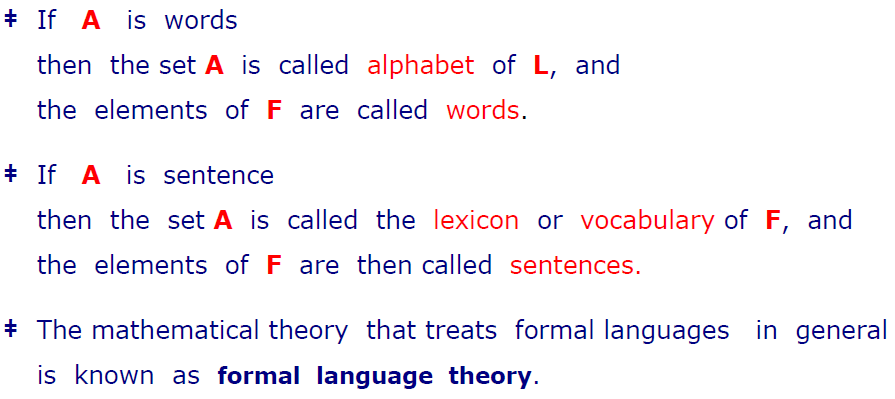 ‡ If A is words
then the set A is called alphabet of L, and
the elements of F are called words.
‡ If A is sentence
then the set A is called the lexicon or vocabulary of F, and
the elements of F are then called sentences.
‡ The mathematical theory that treats formal languages in general
is known as formal language theory.